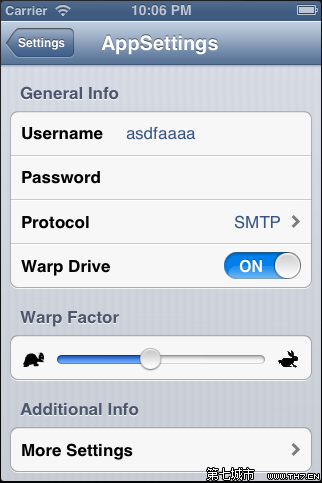 Carrier 10:06 PM
Settings AppSettings
General Info
Username asdfaaaa
Password
Protocol SMTP
Warp Drive ON
Warp Factor
Additional Info
More Settings
第七城市 WWW.TH7.CN